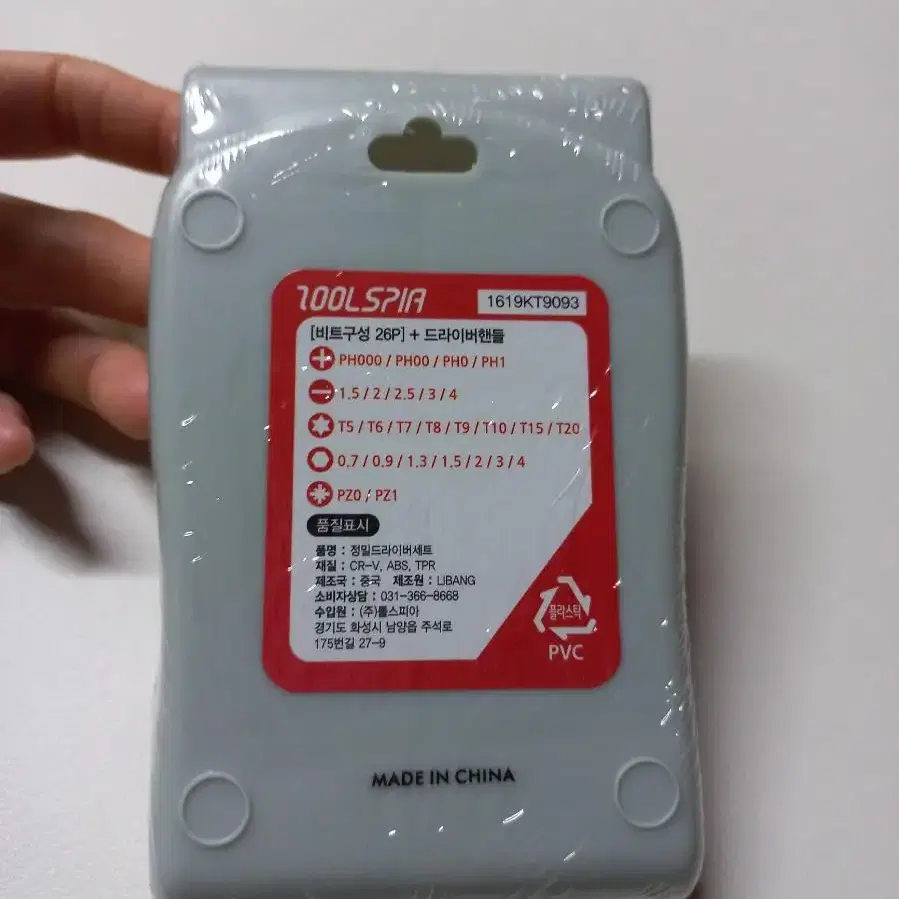 TOOLSPIA 1619KT9093
[비트구성 26P] + 드라이버핸들
PH000 / PH00 / PH0 / PH1
1.5 / 2 / 2.5 / 3 / 4
T5 / T6 / T7 / T8 / T9 / T10 / T15 / T20
0.7 / 0.9 / 1.3 / 1.5 / 2 / 3 / 4
PZ0 / PZ1
품질표시
품명 : 정밀드라이버세트
재질 : CR-V, ABS, TPR
제조국 : 중국 제조원 : LIBANG
소비자상담 : 031-366-8668
수입원 : (주)툴스피아
경기도 화성시 남양읍 주석로
175번길 27-9
플라스틱
PVC
MADE IN CHINA